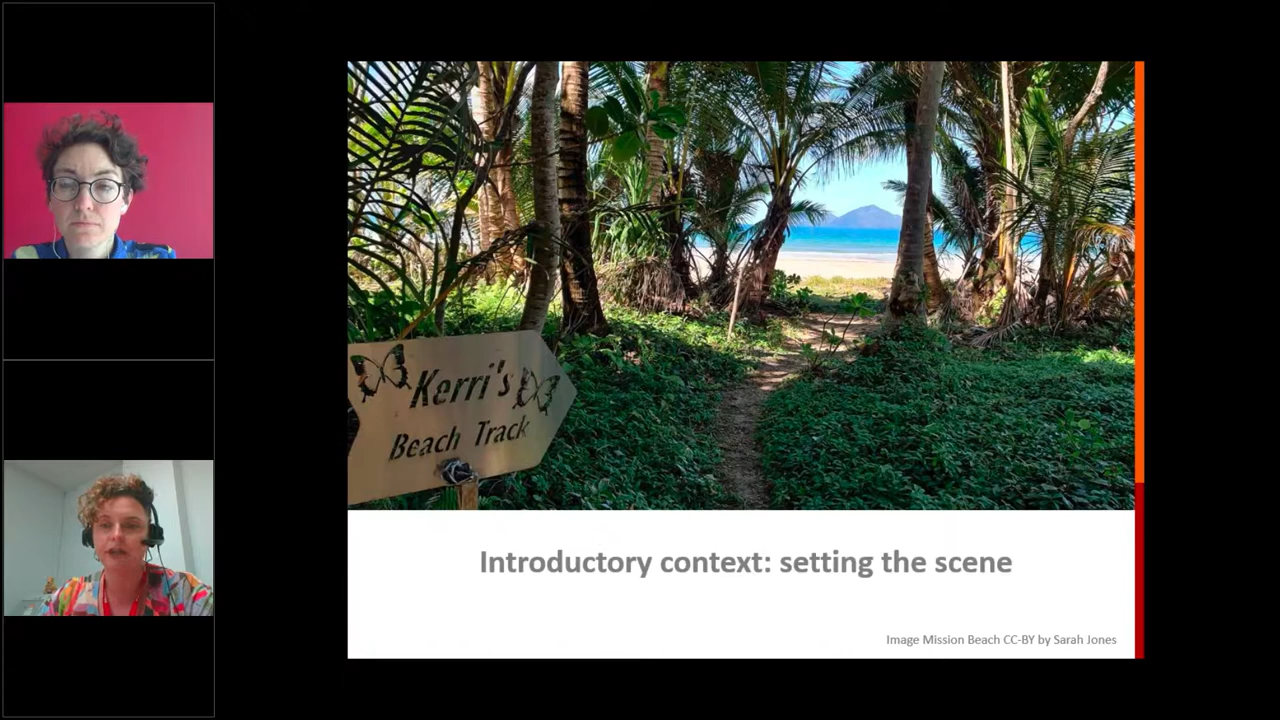 Kerri's
Beach Track
Introductory context: setting the scene
Image Mission Beach CC-BY by Sarah Jones